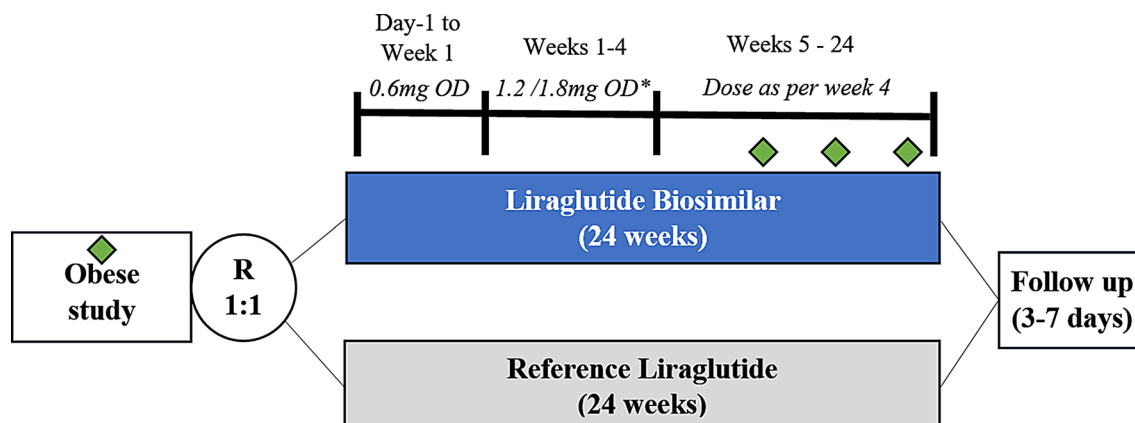 Day-1 to
Week 1
0.6mg OD
Weeks 1-4
1.2 /1.8mg OD*
Weeks 5 - 24
Dose as per week 4
Liraglutide Biosimilar
(24 weeks)
Obese
study
R
1:1
Follow up
(3-7 days)
Reference Liraglutide
(24 weeks)